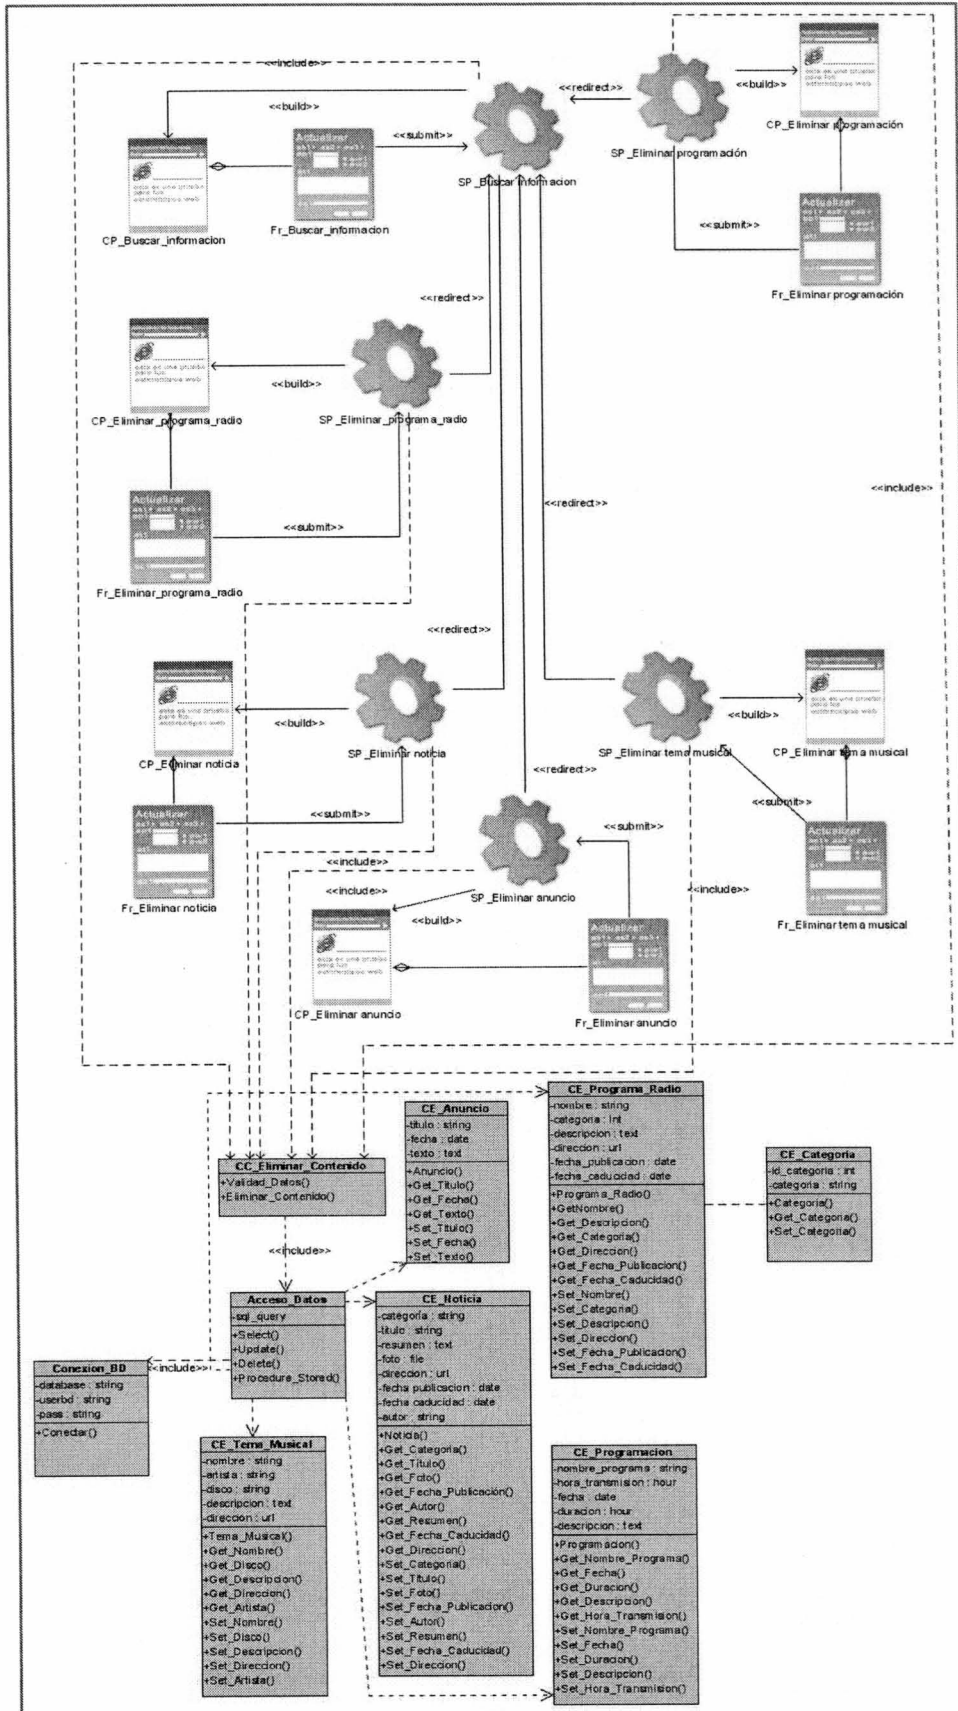 <<include>>
<<build>>
<<submit>>
<<redirect>>
<<build>>
CP_Buscar_informacion
Actualizar
Fr_Buscar_informacion
SP_Buscar informacion
SP_Eliminar programación
CP_Eliminar programación
<<submit>>
Actualizar
Fr_Eliminar programación
<<redirect>>
<<build>>
CP_Eliminar_programa_radio
SP_Eliminar_programa_radio
<<include>>
<<redirect>>
Actualizar
<<submit>>
Fr_Eliminar_programa_radio
<<redirect>>
<<build>>
CP_Eliminar noticia
SP_Eliminar noticia
<<build>>
SP_Eliminar tema musical
CP_Eliminar tema musical
<<redirect>>
Actualizar
<<submit>>
Fr_Eliminar noticia
<<submit>>
<<submit>>
Actualizar
Fr_Eliminar tema musical
<<include>>
<<include>>
<<include>>
SP_Eliminar anuncio
<<build>>
CP_Eliminar anuncio
Actualizar
Fr_Eliminar anuncio
CC_Eliminar_Contenido
+Validad_Datos()
+Eliminar_Contenido()
CE_Anuncio
-titulo : string
-fecha : date
-texto : text
+Anuncio()
+Get_Titulo()
+Get_Fecha()
+Get_Texto()
+Set_Titulo()
+Set_Fecha()
+Set_Texto()
CE_Programa_Radio
-nombre : string
-categoria : int
-descripcion : text
-direccion : url
-fecha_publicacion : date
-fecha_caducidad : date
+Programa_Radio()
+GetNombre()
+Get_Descripcion()
+Get_Categoria()
+Get_Direccion()
+Get_Fecha_Publicacion()
+Get_Fecha_Caducidad()
+Set_Nombre()
+Set_Categoria()
+Set_Descripcion()
+Set_Direccion()
+Set_Fecha_Publicacion()
+Set_Fecha_Caducidad()
CE_Categoria
-id_categoria : int
-categoria : string
+Categoria()
+Get_Categoria()
+Set_Categoria()
<<include>>
Acceso_Datos
-sql_query
+Select()
+Update()
+Delete()
+Procedure_Stored()
<<include>>
Conexion_BD
-database : string
-userbd : string
-pass : string
+Conectar()
CE_Noticia
-categoría : string
-titulo : string
-resumen : text
-foto : file
-direccion : url
-fecha publicacion : date
-fecha caducidad : date
-autor : string
+Noticia()
+Get_Categoria()
+Get_Título()
+Get_Foto()
+Get_Fecha_Publicación()
+Get_Autor()
+Get_Resumen()
+Get_Fecha_Caducidad()
+Get_Direccion()
+Set_Categoria()
+Set_Título()
+Set_Foto()
+Set_Fecha_Publicacion()
+Set_Autor()
+Set_Resumen()
+Set_Fecha_Caducidad()
+Set_Direccion()
CE_Tema_Musical
-nombre : string
-artista : string
-disco : string
-descripcion : text
-direccion : url
+Tema_Musical()
+Get_Nombre()
+Get_Disco()
+Get_Descripcion()
+Get_Direccion()
+Get_Artista()
+Set_Nombre()
+Set_Disco()
+Set_Descripcion()
+Set_Direccion()
+Set_Artista()
CE_Programacion
-nombre_programa : string
-hora_transmision : hour
-fecha : date
-duracion : hour
-descripcion : text
+Programacion()
+Get_Nombre_Programa()
+Get_Fecha()
+Get_Duracion()
+Get_Descripcion()
+Get_Hora_Transmision()
+Set_Nombre_Programa()
+Set_Fecha()
+Set_Duracion()
+Set_Descripcion()
+Set_Hora_Transmision()